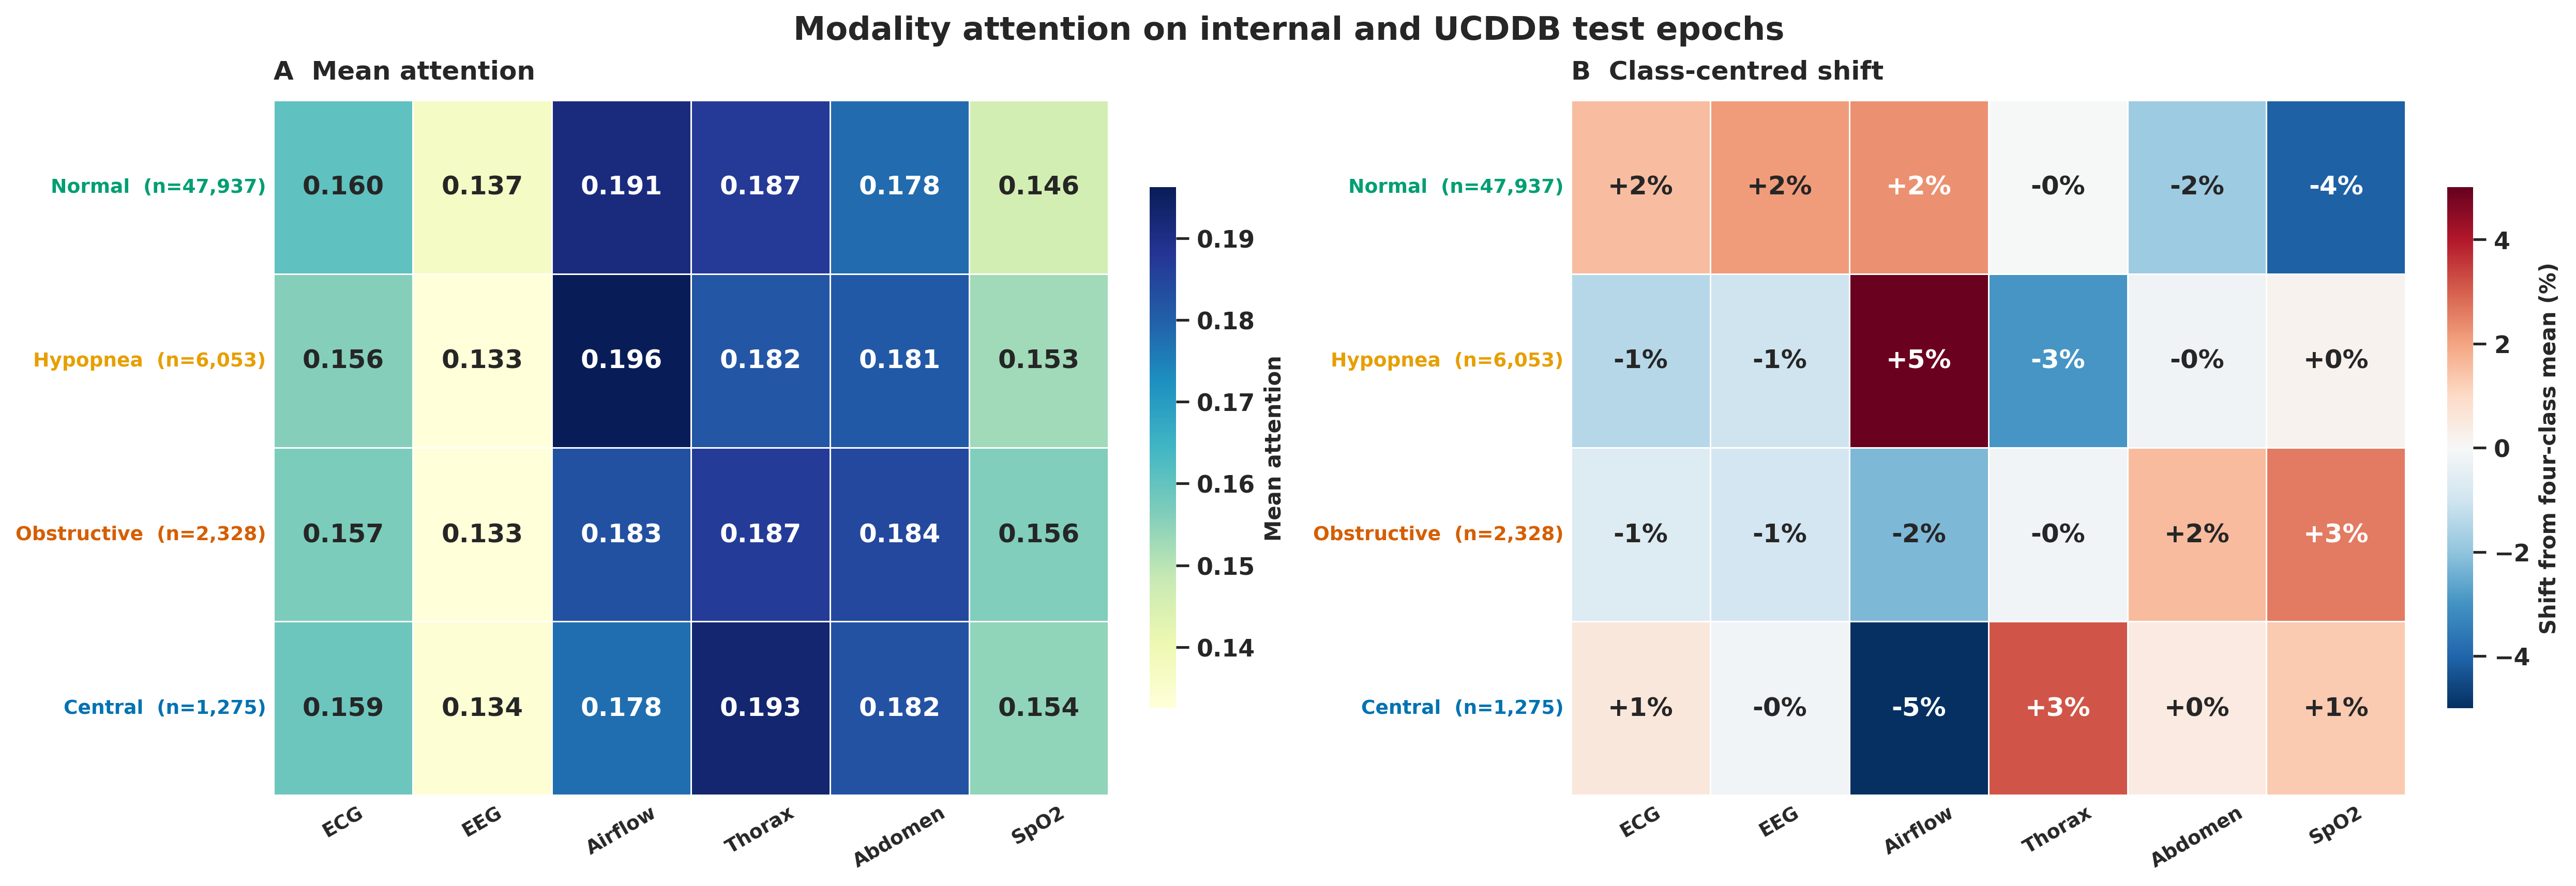 Modality attention on internal and UCDDB test epochs
A Mean attention
Normal (n=47,937) 0.160 0.137 0.191 0.187 0.178 0.146
Hypopnea (n=6,053) 0.156 0.133 0.196 0.182 0.181 0.153
Obstructive (n=2,328) 0.157 0.133 0.183 0.187 0.184 0.156
Central (n=1,275) 0.159 0.134 0.178 0.193 0.182 0.154
ECG EEG Airflow Thorax Abdomen SpO2
0.19
0.18
0.17
0.16
0.15
0.14
Mean attention
B Class-centred shift
Normal (n=47,937) +2% +2% +2% -0% -2% -4%
Hypopnea (n=6,053) -1% -1% +5% -3% -0% +0%
Obstructive (n=2,328) -1% -1% -2% -0% +2% +3%
Central (n=1,275) +1% -0% -5% +3% +0% +1%
ECG EEG Airflow Thorax Abdomen SpO2
4
2
0
−2
−4
Shift from four-class mean (%)